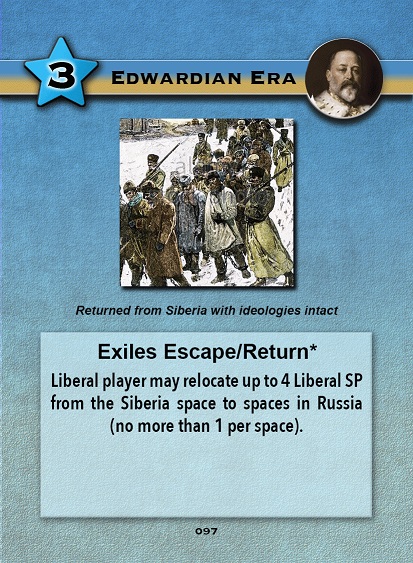 3
EDWARDIAN ERA
Returned from Siberia with ideologies intact
Exiles Escape/Return*
Liberal player may relocate up to 4 Liberal SP
from the Siberia space to spaces in Russia
(no more than 1 per space).
097